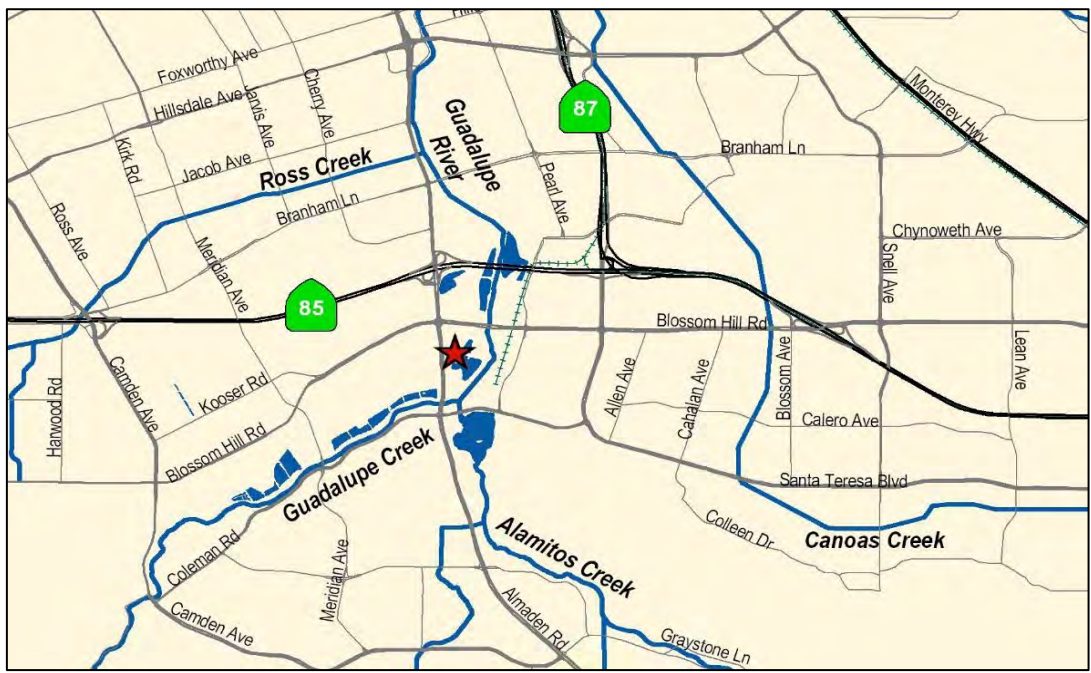 Foxworthy Ave
Hillsdale Ave
Jarvis Ave
Cherry Ave
Kirk Rd
Jacob Ave
Ross Creek
Branham Ln
Ross Ave
Meridian Ave
Guadalupe
River
87
Pearl Ave
Branham Ln
Monterey Hwy
Chynoweth Ave
Snell Ave
85
Blossom Hill Rd
Lean Ave
Harwood Rd
Camden Ave
Kooser Rd
Blossom Hill Rd
Allen Ave
Cahalan Ave
Blossom Ave
Calero Ave
Santa Teresa Blvd
Guadalupe Creek
Coleman Rd
Meridian Ave
Camden Ave
Alamitos Creek
Almaden Rd
Graystone Ln
Colleen Dr
Canoas Creek